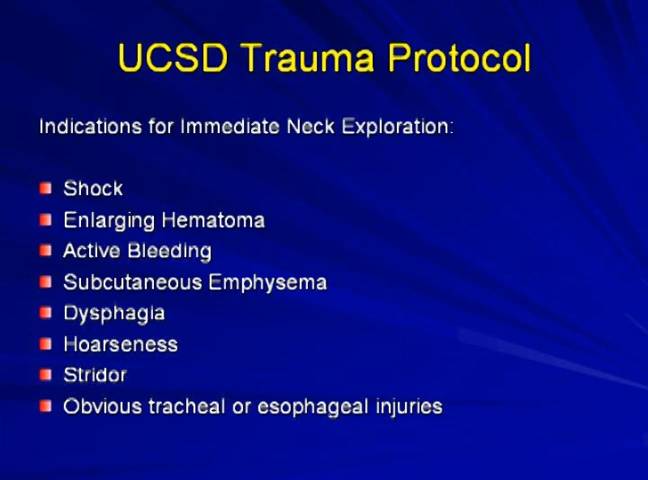 UCSD Trauma Protocol
Indications for Immediate Neck Exploration:
Shock
Enlarging Hematoma
Active Bleeding
Subcutaneous Emphysema
Dysphagia
Hoarseness
Stridor
Obvious tracheal or esophageal injuries